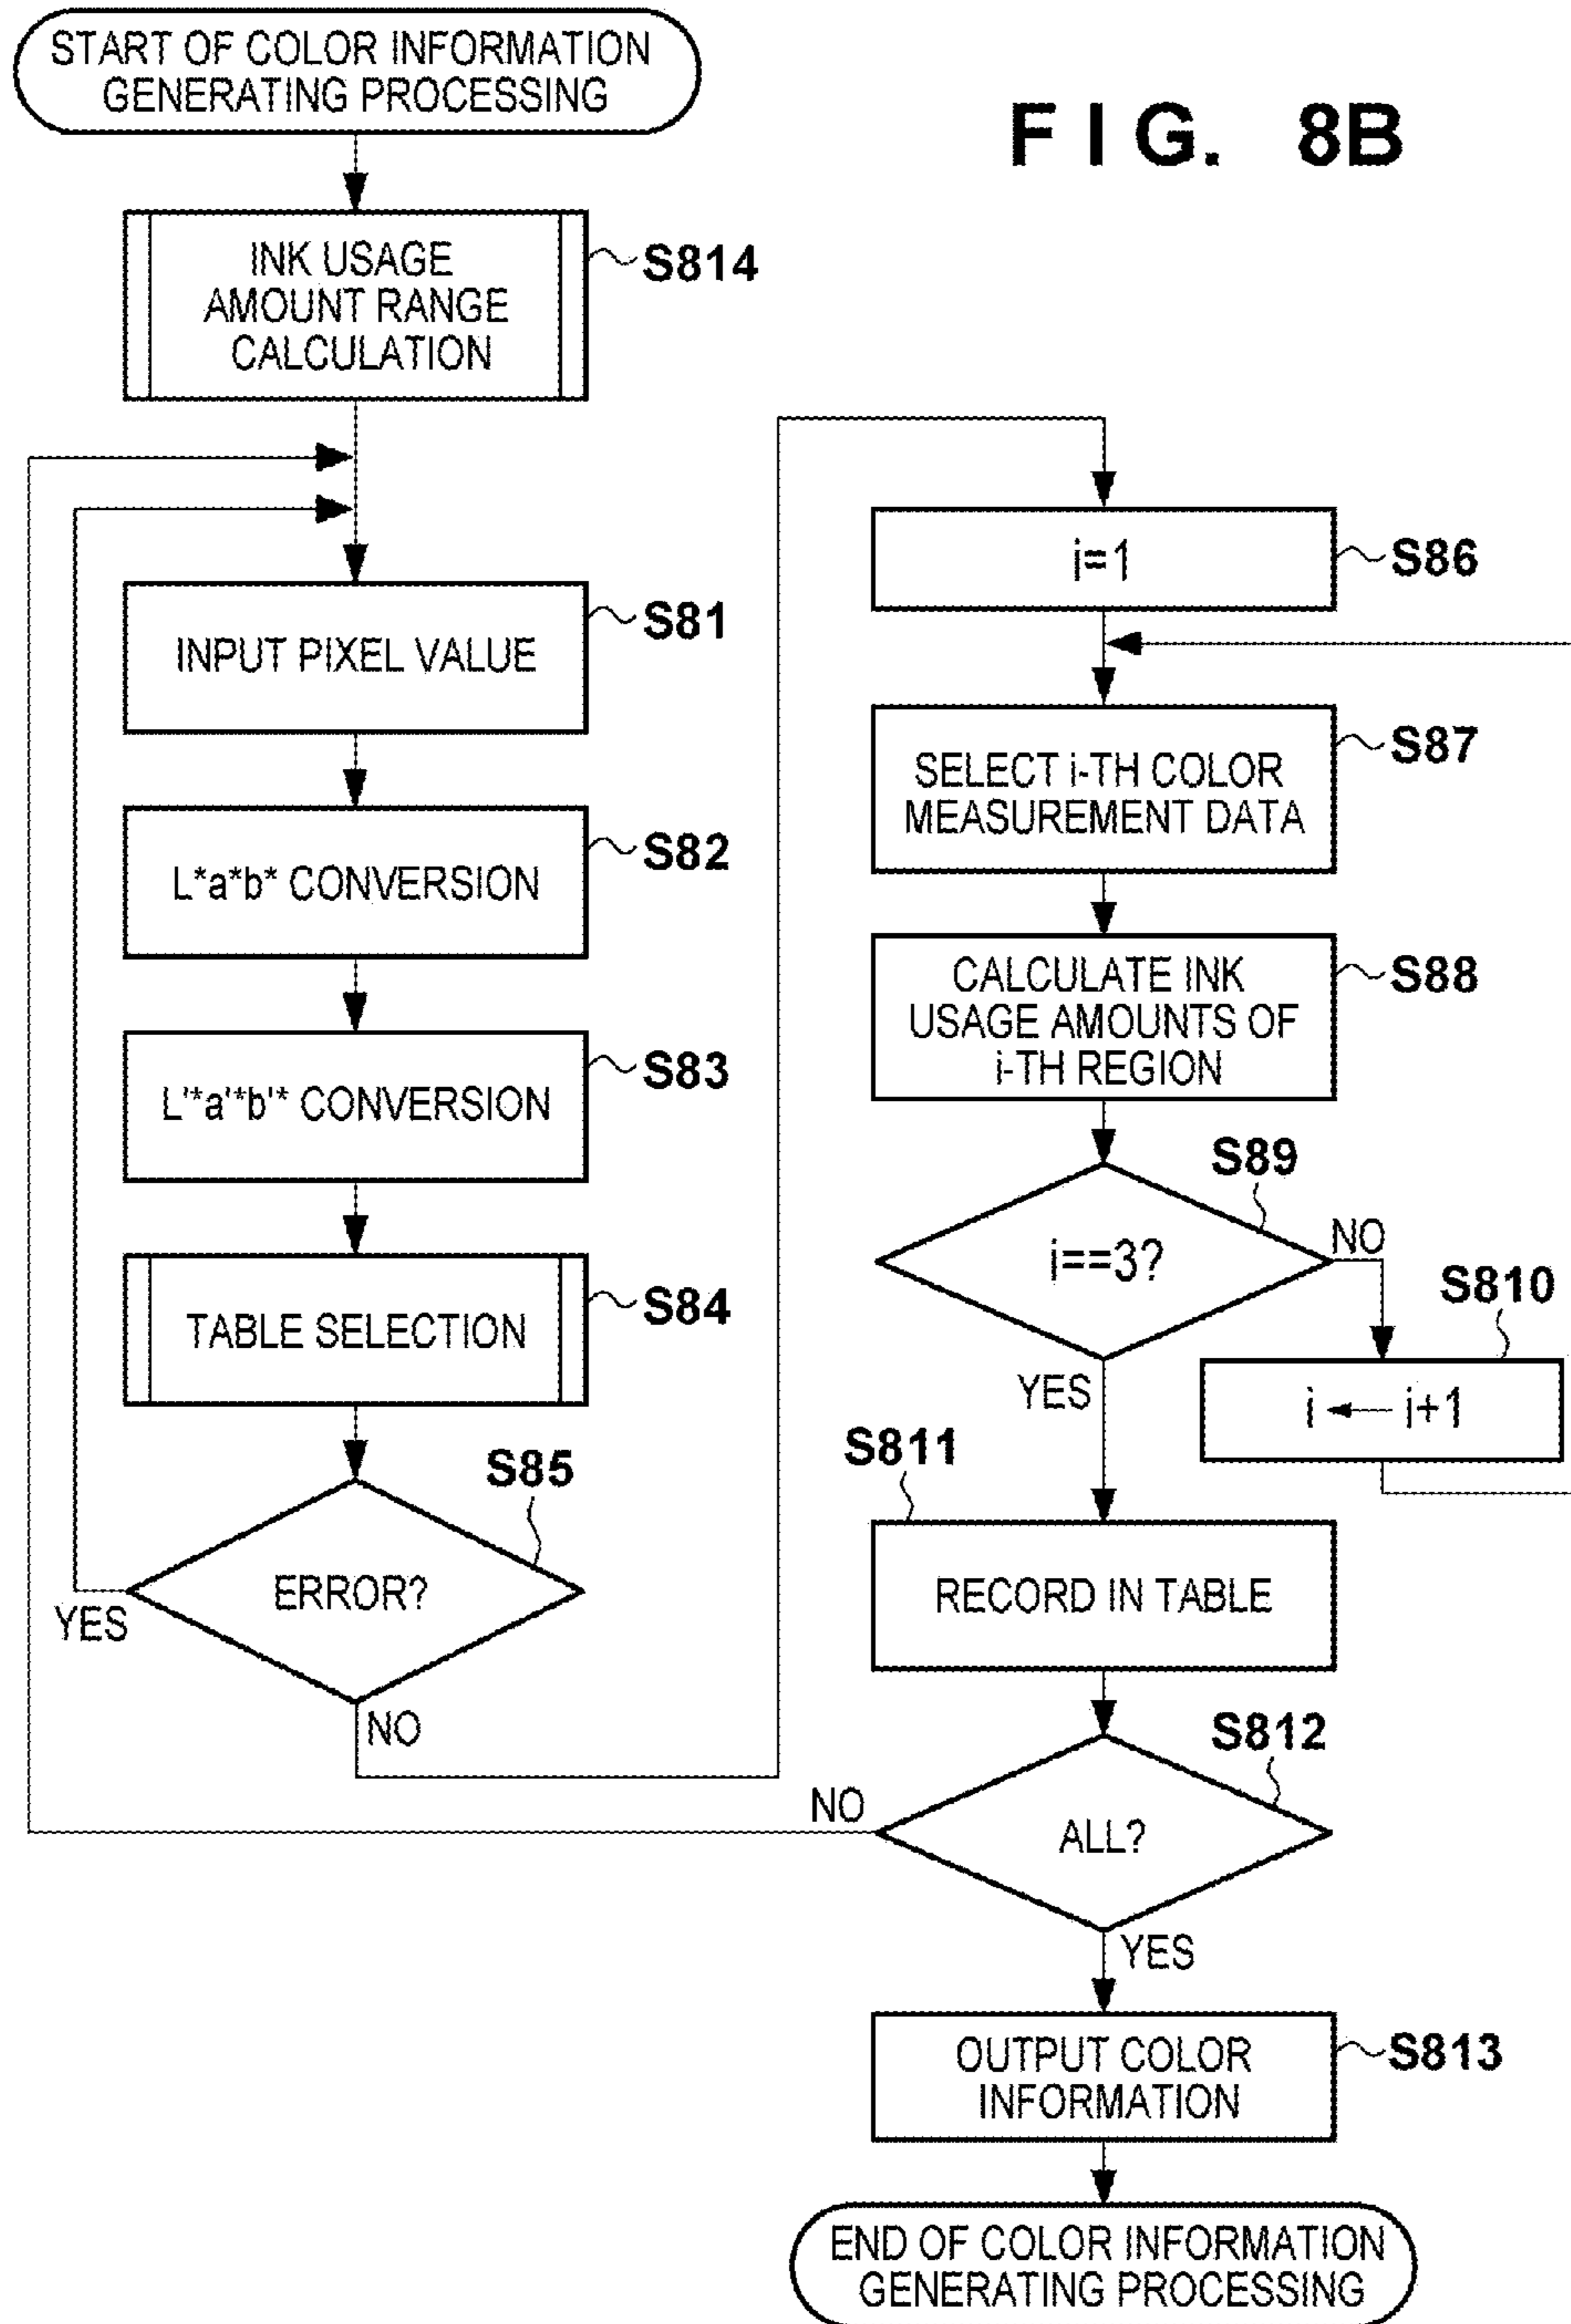 START OF COLOR INFORMATION
GENERATING PROCESSING
F I G. 8B
INK USAGE
AMOUNT RANGE
CALCULATION
S814
INPUT PIXEL VALUE
S81
L*a*b* CONVERSION
S82
L'*a'*b'* CONVERSION
S83
TABLE SELECTION
S84
S85
ERROR?
YES
NO
i=1
S86
SELECT i-TH COLOR
MEASUREMENT DATA
S87
CALCULATE INK
USAGE AMOUNTS OF
i-TH REGION
S88
S89
i==3?
NO
YES
S810
i ← i+1
S811
RECORD IN TABLE
S812
ALL?
NO
YES
OUTPUT COLOR
INFORMATION
S813
END OF COLOR INFORMATION
GENERATING PROCESSING